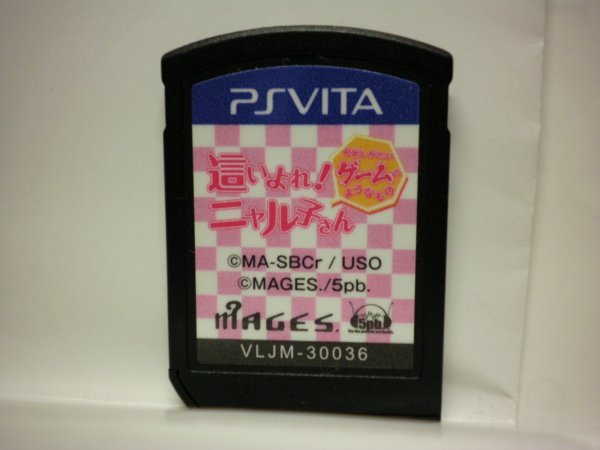 PSVITA
這いよれ!
ニャル子さん
名伏しがたい
ゲームの
ようなもの
©MA-SBCr / USO
©MAGES./5pb.
MAGES.
5pb.
VLJM-30036